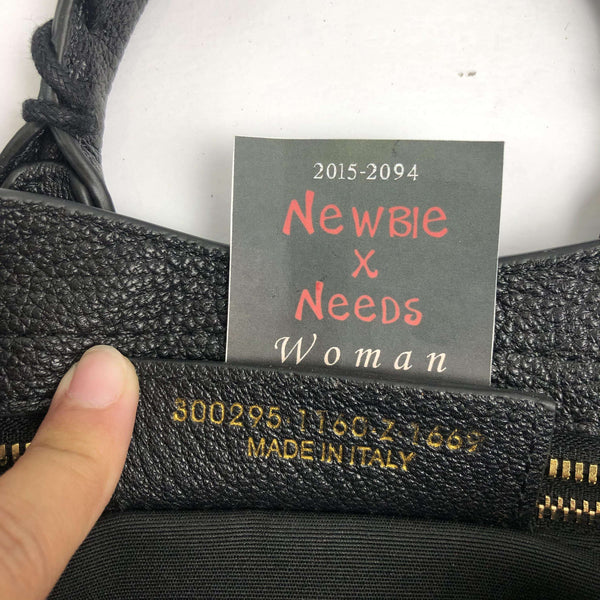 2015-2094
Newbie
x
Needs
Woman
300295-1160-Z-1669
MADE IN ITALY